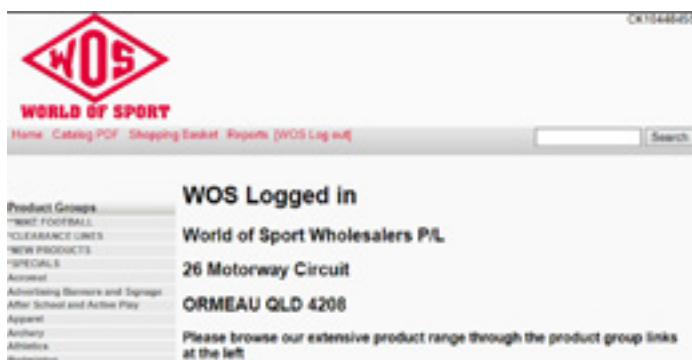 WOS
WORLD OF SPORT
Home Catalog PDF Shopping Basket Reports [WOS Log out]
Search
Product Groups
*CLEARANCE LINES
*NEW PRODUCTS
*SPECIALS
Acromat
Advertising Banners and Signage
After School and Active Play
Apparel
Archery
Athletics
Badminton
WOS Logged in
World of Sport Wholesalers P/L
26 Motorway Circuit
ORMEAU QLD 4208
Please browse our extensive product range through the product group links
at the left